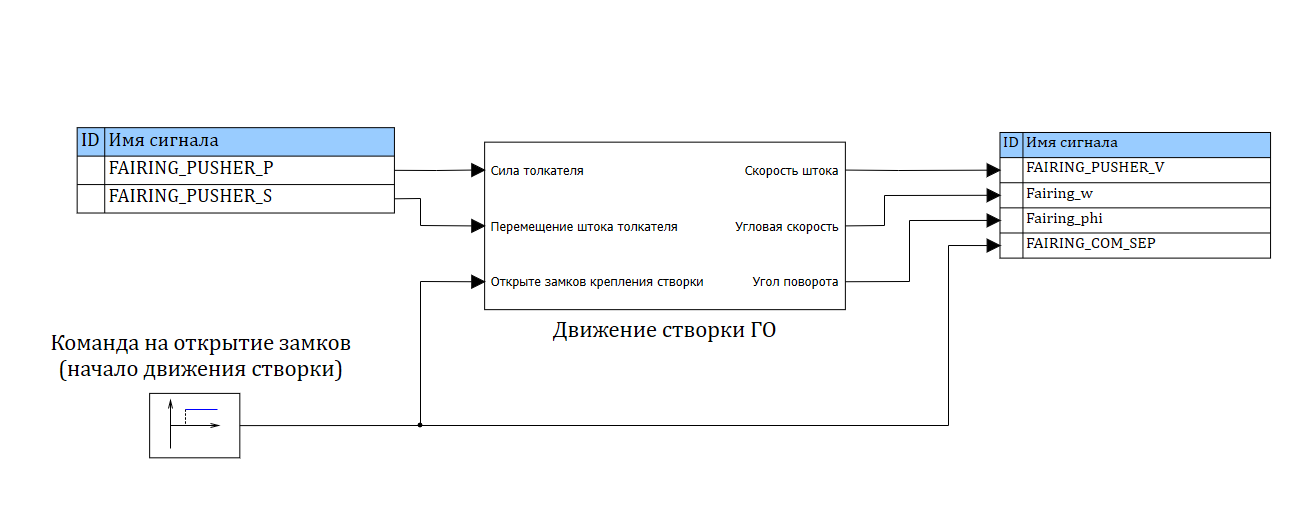 ID Имя сигнала
FAIRING_PUSHER_P
FAIRING_PUSHER_S
Сила толкателя
Перемещение штока толкателя
Открыте замков крепления створки
Скорость штока
Угловая скорость
Угол поворота
Движение створки ГО
ID Имя сигнала
FAIRING_PUSHER_V
Fairing_w
Fairing_phi
FAIRING_COM_SEP
Команда на открытие замков
(начало движения створки)